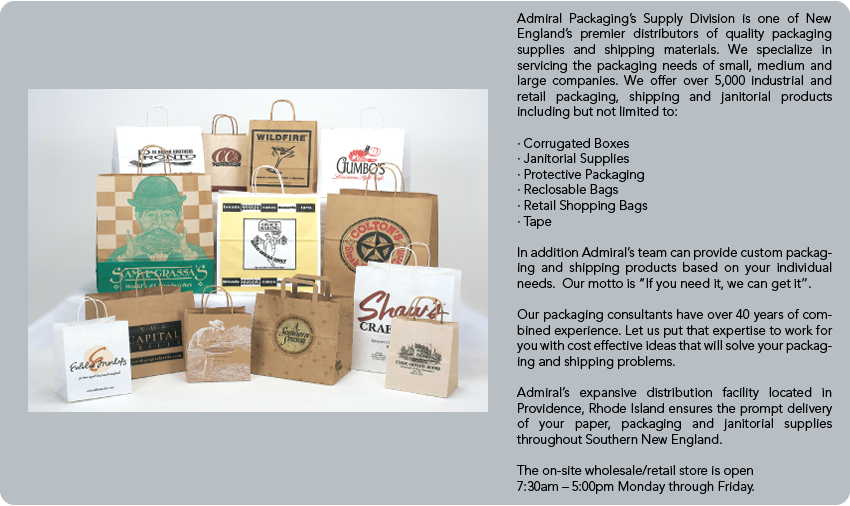 Admiral Packaging's Supply Division is one of New
England's premier distributors of quality packaging
supplies and shipping materials. We specialize in
servicing the packaging needs of small, medium and
large companies. We offer over 5,000 industrial and
retail packaging, shipping and janitorial products
including but not limited to:
· Corrugated Boxes
· Janitorial Supplies
· Protective Packaging
· Reclosable Bags
· Retail Shopping Bags
· Tape
In addition Admiral's team can provide custom packag-
ing and shipping products based on your individual
needs. Our motto is "If you need it, we can get it".
Our packaging consultants have over 40 years of com-
bined experience. Let us put that expertise to work for
you with cost effective ideas that will solve your packag-
ing and shipping problems.
Admiral's expansive distribution facility located in
Providence, Rhode Island ensures the prompt delivery
of your paper, packaging and janitorial supplies
throughout Southern New England.
The on-site wholesale/retail store is open
7:30am – 5:00pm Monday through Friday.
PRONTO
CC's
WILDFIRE
GUMBO'S
COLTON'S
Shaw's
CRAB
CAPITAL
GRILLE
Southern
Season